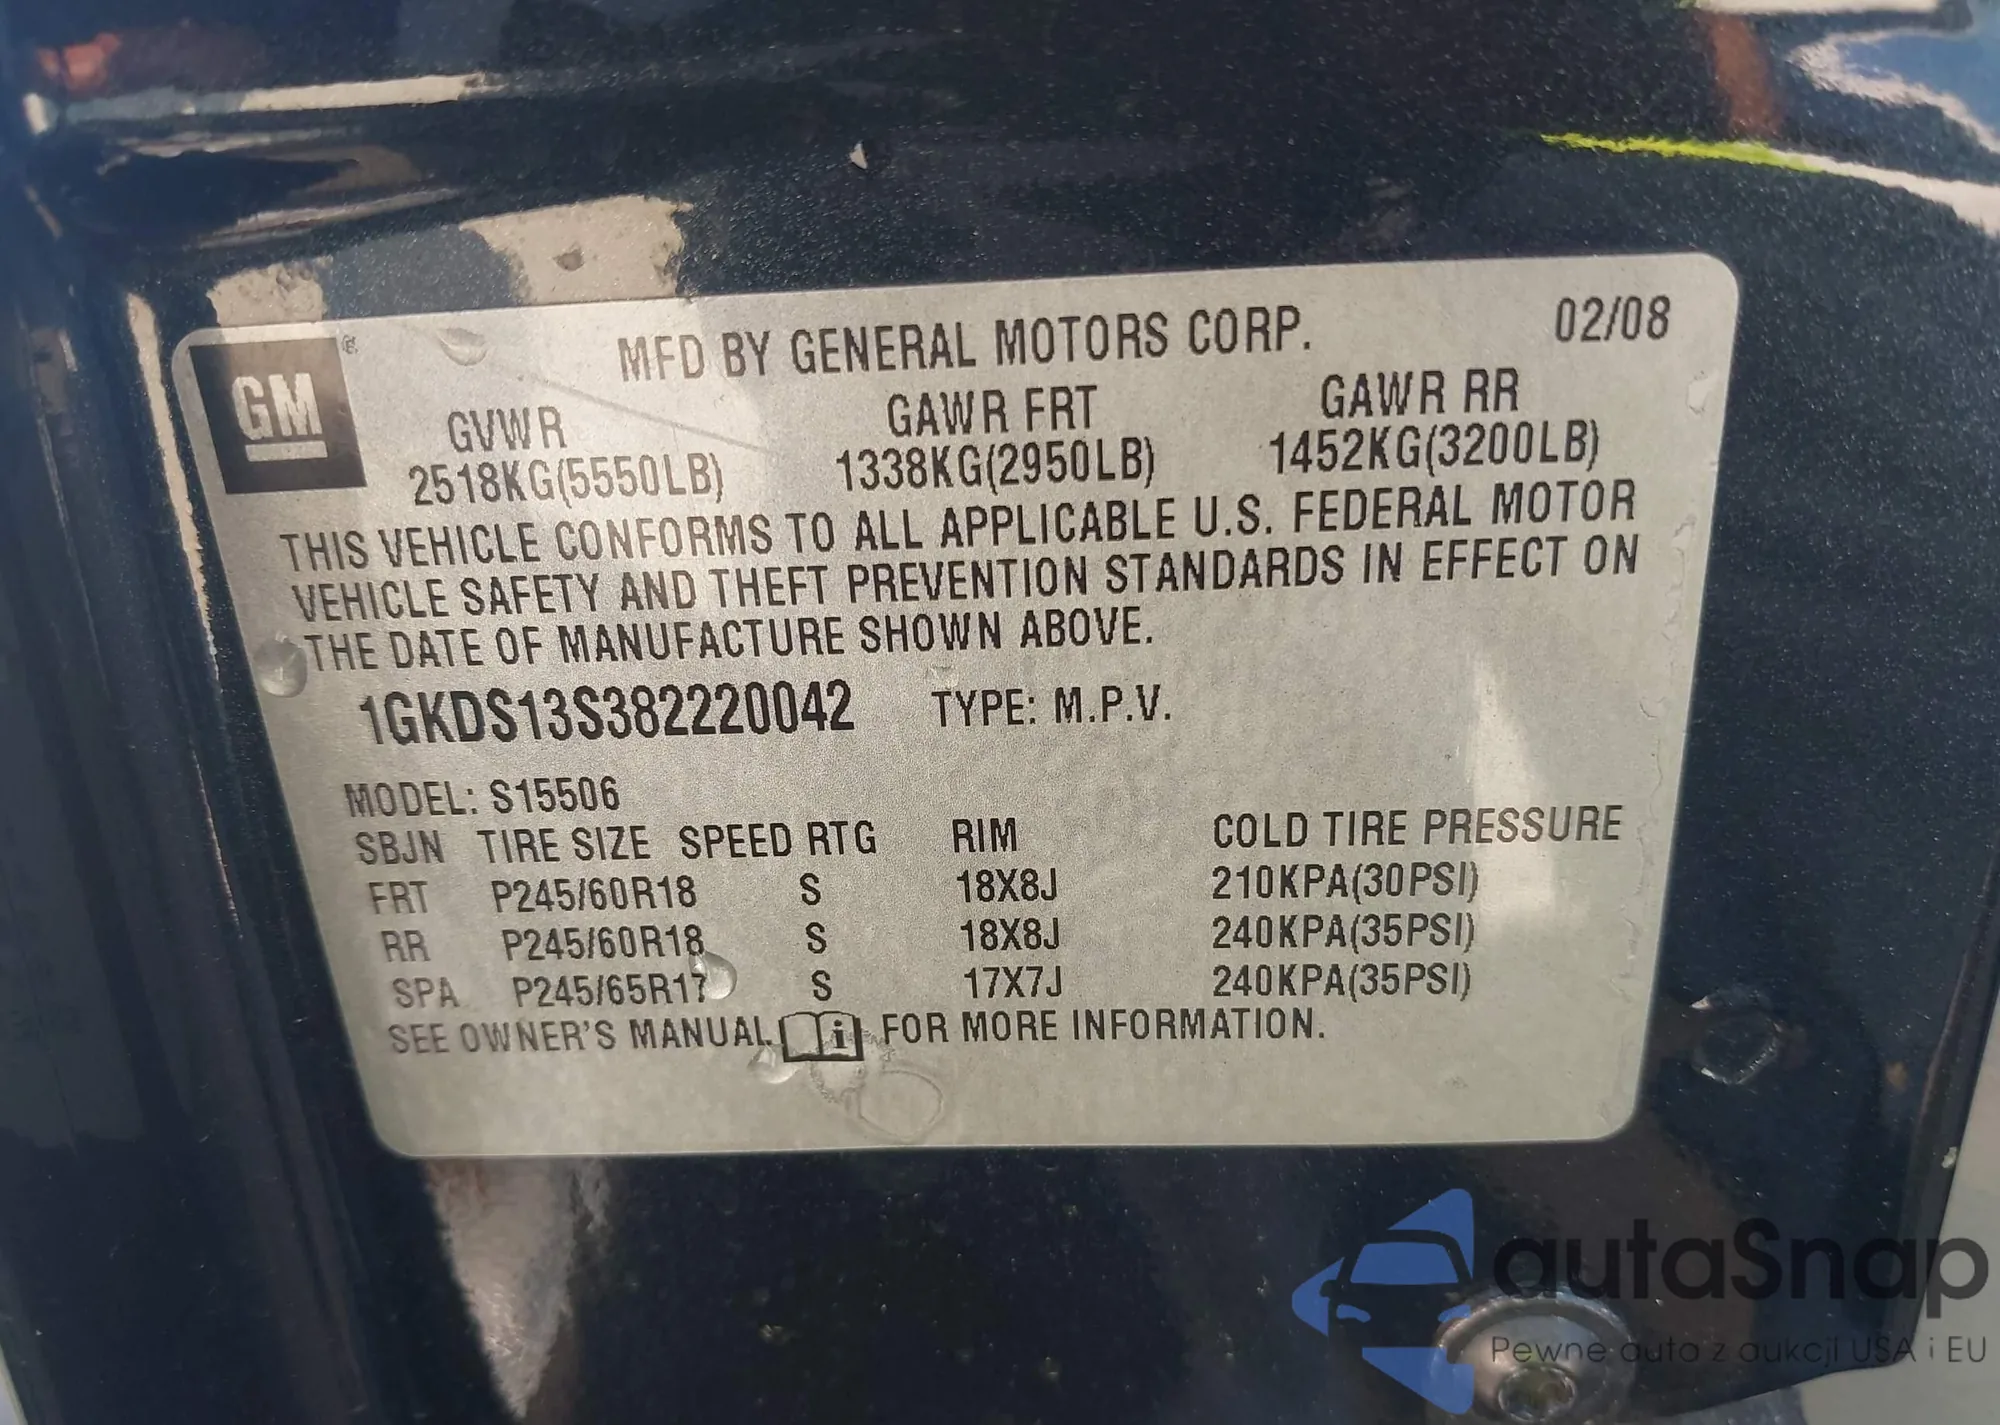 MFD BY GENERAL MOTORS CORP. 02/08
GM
GVWR GAWR FRT GAWR RR
2518KG(5550LB) 1338KG(2950LB) 1452KG(3200LB)
THIS VEHICLE CONFORMS TO ALL APPLICABLE U.S. FEDERAL MOTOR
VEHICLE SAFETY AND THEFT PREVENTION STANDARDS IN EFFECT ON
THE DATE OF MANUFACTURE SHOWN ABOVE.
1GKDS13S382220042 TYPE: M.P.V.
MODEL: S15506
SBJN TIRE SIZE SPEED RTG RIM COLD TIRE PRESSURE
FRT P245/60R18 S 18X8J 210KPA(30PSI)
RR P245/60R18 S 18X8J 240KPA(35PSI)
SPA P245/65R17 S 17X7J 240KPA(35PSI)
SEE OWNER'S MANUAL i FOR MORE INFORMATION.
autaSnap
Pewne auta z aukcji USA i EU